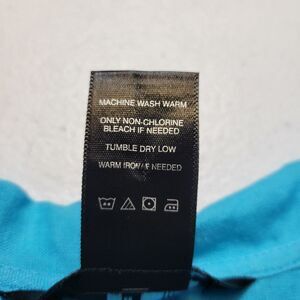 MACHINE WASH WARM
ONLY NON-CHLORINE
BLEACH IF NEEDED
TUMBLE DRY LOW
WARM IRON IF NEEDED